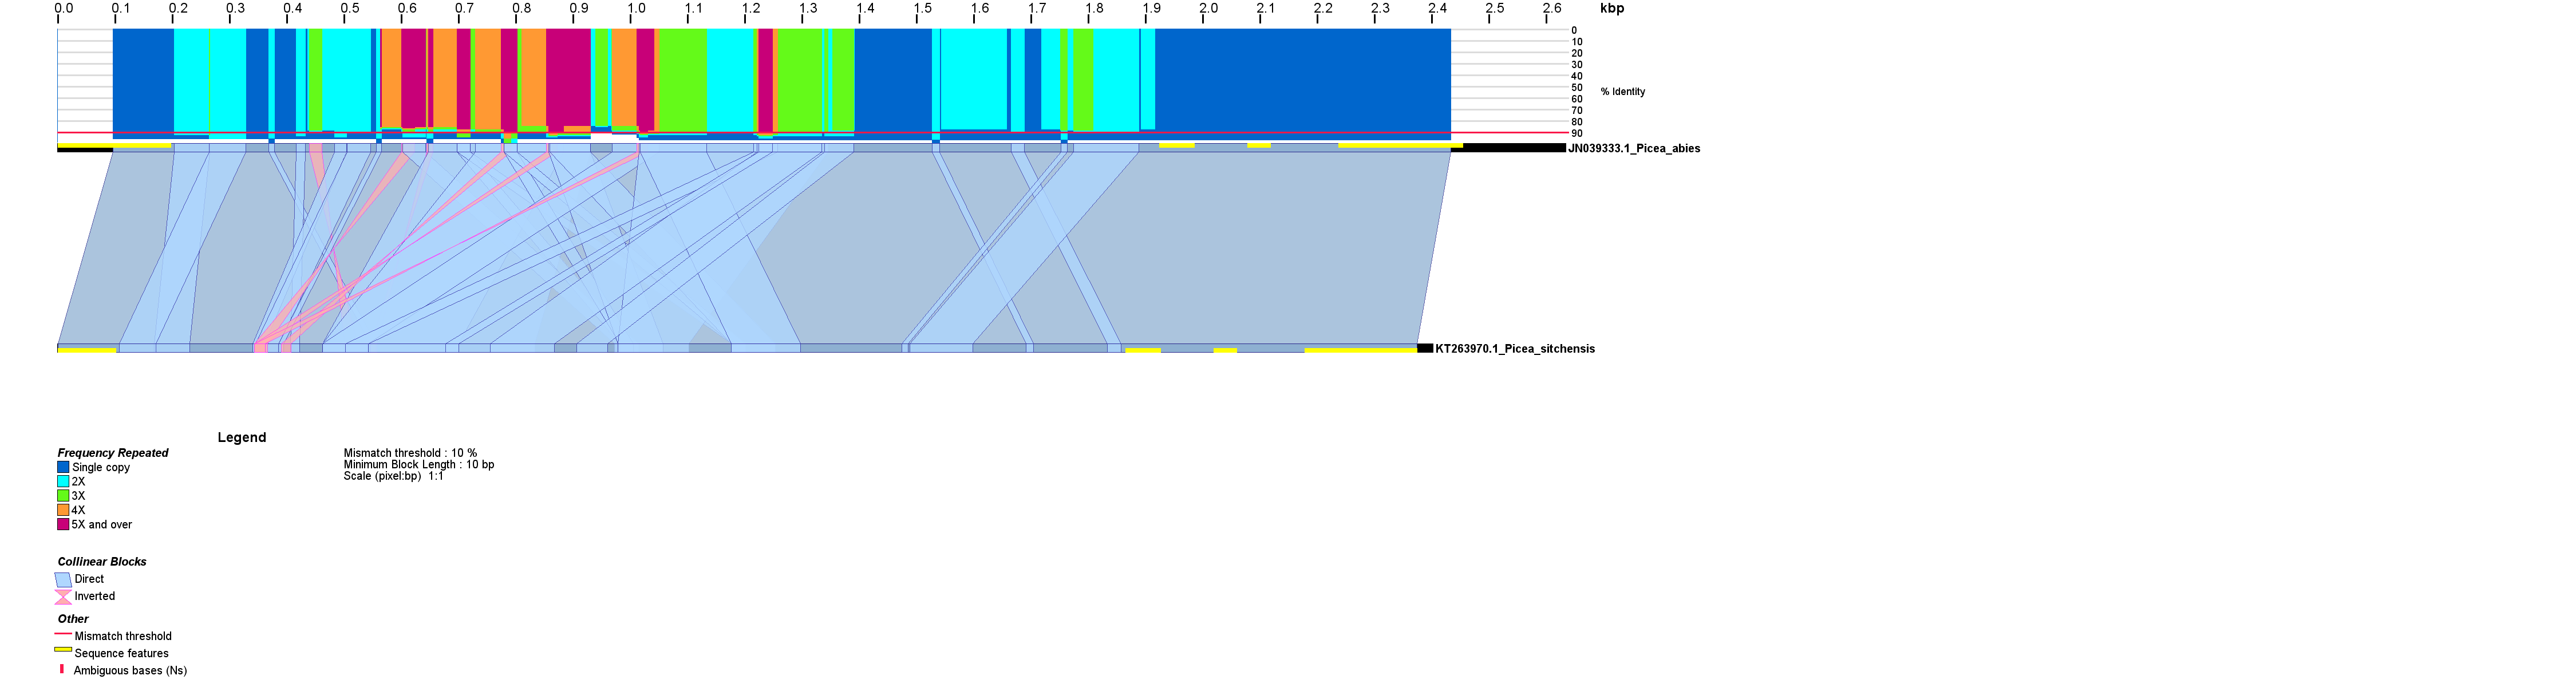 0.0 0.1 0.2 0.3 0.4 0.5 0.6 0.7 0.8 0.9 1.0 1.1 1.2 1.3 1.4 1.5 1.6 1.7 1.8 1.9 2.0 2.1 2.2 2.3 2.4 2.5 2.6 kbp
0
10
20
30
40
50
60
70
80
90
% Identity
JN039333.1_Picea_abies
KT263970.1_Picea_sitchensis
Legend
Frequency Repeated
Single copy
2X
3X
4X
5X and over
Mismatch threshold : 10 %
Minimum Block Length : 10 bp
Scale (pixel:bp) 1:1
Collinear Blocks
Direct
Inverted
Other
Mismatch threshold
Sequence features
Ambiguous bases (Ns)